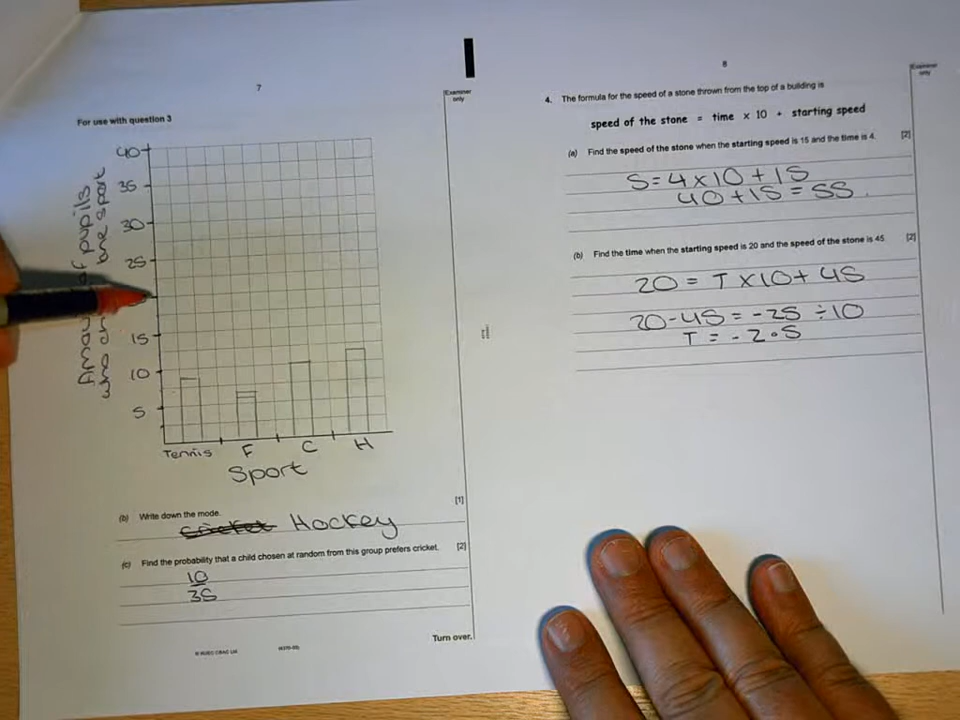 7
Examiner only
For use with question 3
40
35
30
25
15
10
5
of pupils
who one sport
Tennis F C H
Sport
(b) Write down the mode. [1]
Hockey
(c) Find the probability that a child chosen at random from this group prefers cricket. [2]
10
35
Turn over.
8
Examiner only
4. The formula for the speed of a stone thrown from the top of a building is
speed of the stone = time x 10 + starting speed
(a) Find the speed of the stone when the starting speed is 15 and the time is 4. [2]
S = 4 x 10 + 15
40 + 15 = 55.
(b) Find the time when the starting speed is 20 and the speed of the stone is 45. [2]
20 = T x 10 + 45
20 - 45 = -25 ÷ 10
T = -2.5